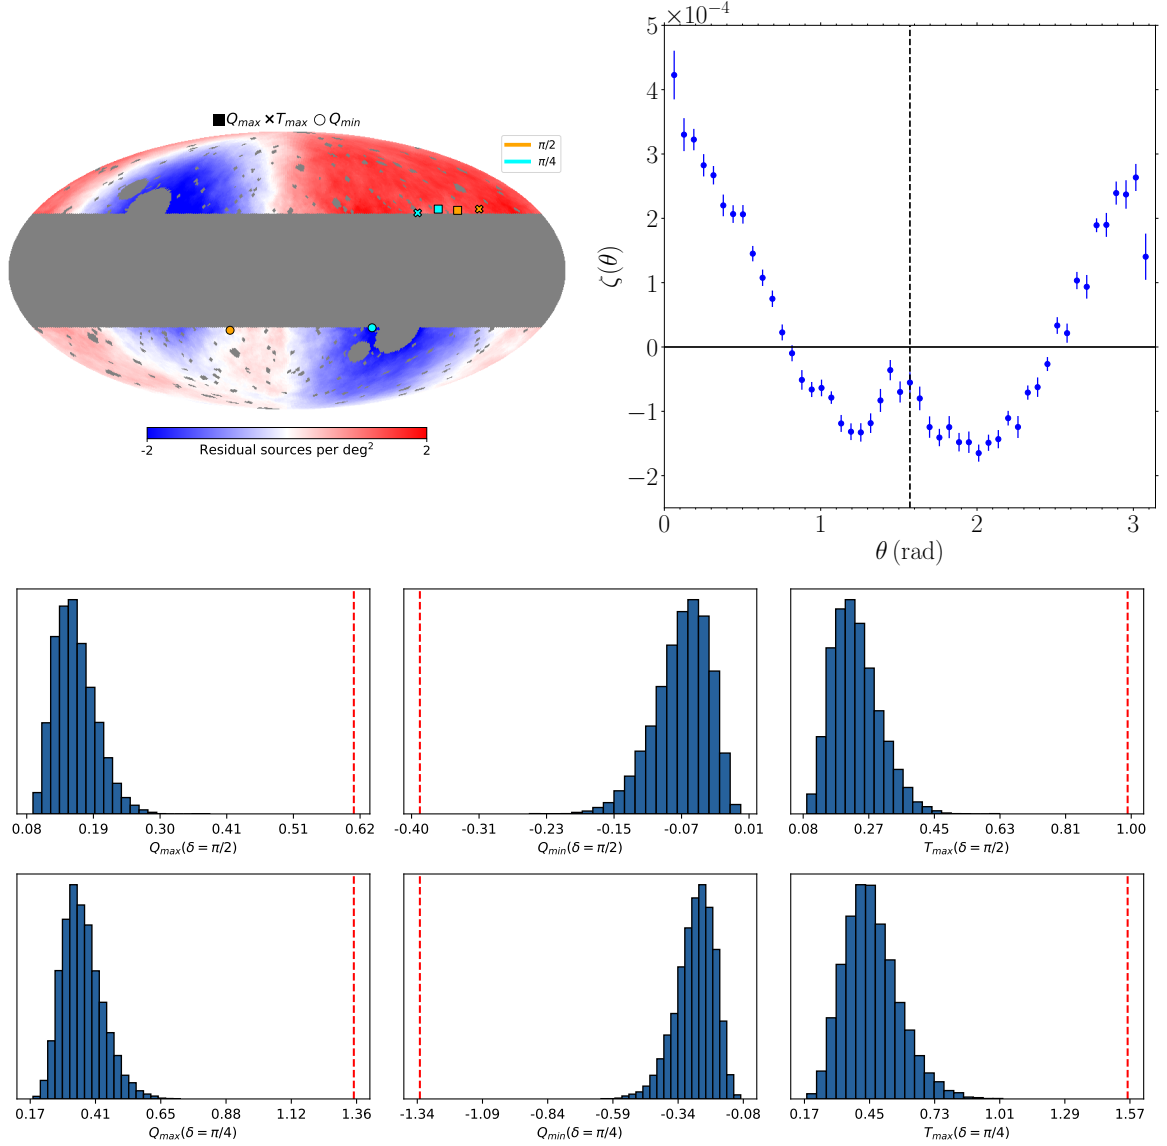 ■Q_max ×T_max ○Q_min
π/2
π/4
-2 Residual sources per deg² 2
×10⁻⁴
5
4
3
2
1
0
−1
−2
ζ(θ)
0 1 2 3
θ (rad)
0.08 0.19 0.30 0.41 0.51 0.62
Q_max(δ = π/2)
-0.40 -0.31 -0.23 -0.15 -0.07 0.01
Q_min(δ = π/2)
0.08 0.27 0.45 0.63 0.81 1.00
T_max(δ = π/2)
0.17 0.41 0.65 0.88 1.12 1.36
Q_max(δ = π/4)
-1.34 -1.09 -0.84 -0.59 -0.34 -0.08
Q_min(δ = π/4)
0.17 0.45 0.73 1.01 1.29 1.57
T_max(δ = π/4)